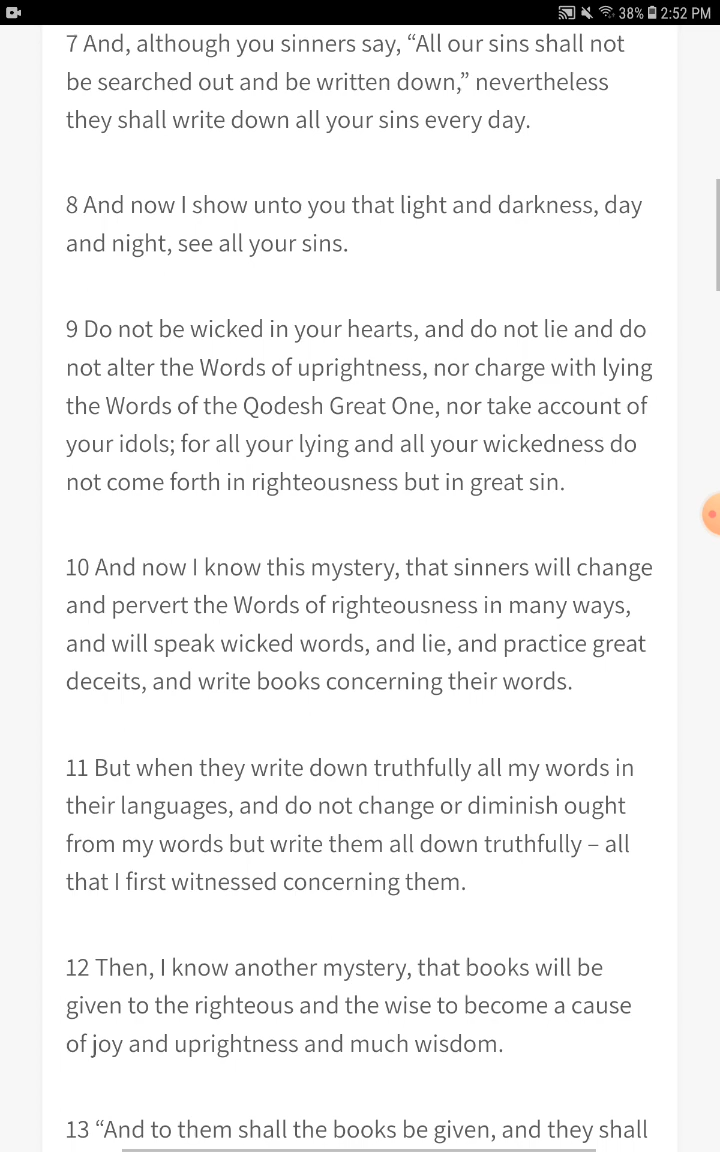 38% 2:52 PM
7 And, although you sinners say, “All our sins shall not
be searched out and be written down,” nevertheless
they shall write down all your sins every day.
8 And now I show unto you that light and darkness, day
and night, see all your sins.
9 Do not be wicked in your hearts, and do not lie and do
not alter the Words of uprightness, nor charge with lying
the Words of the Qodesh Great One, nor take account of
your idols; for all your lying and all your wickedness do
not come forth in righteousness but in great sin.
10 And now I know this mystery, that sinners will change
and pervert the Words of righteousness in many ways,
and will speak wicked words, and lie, and practice great
deceits, and write books concerning their words.
11 But when they write down truthfully all my words in
their languages, and do not change or diminish ought
from my words but write them all down truthfully – all
that I first witnessed concerning them.
12 Then, I know another mystery, that books will be
given to the righteous and the wise to become a cause
of joy and uprightness and much wisdom.
13 “And to them shall the books be given, and they shall